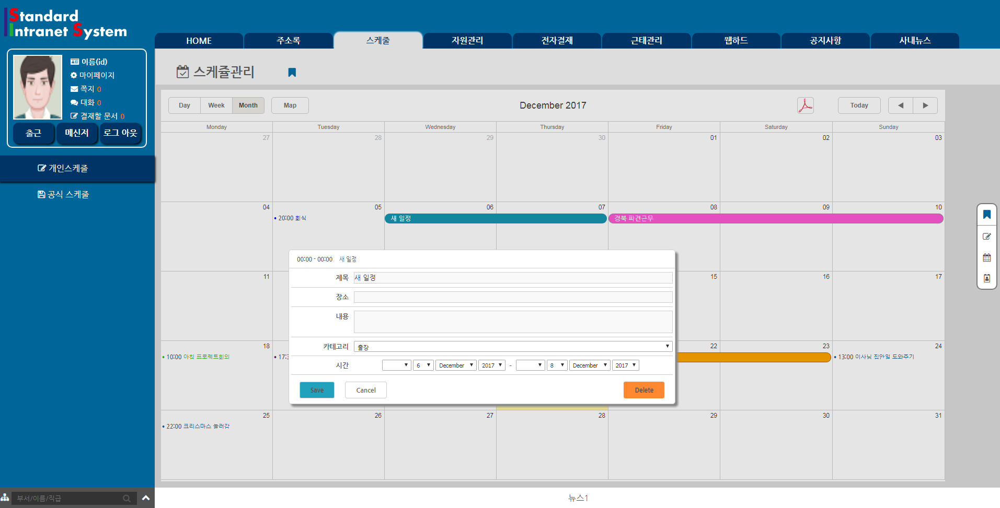 Standard
Intranet System
HOME
주소록
스케줄
자원관리
전자결재
근태관리
웹하드
공지사항
사내뉴스
이름(id)
마이페이지
쪽지 0
대화 0
결재할 문서 0
출근
메신저
로그 아웃
개인스케줄
공식 스케줄
스케쥴관리
Day
Week
Month
Map
December 2017
Today
Monday
Tuesday
Wednesday
Thursday
Friday
Saturday
Sunday
27
28
29
30
01
02
03
04
05
06
07
08
09
10
20:00 회식
새 일정
경북 파견근무
11
15
16
17
00:00 - 00:00 새 일정
제목
새 일정
장소
내용
카테고리
출장
시간
6
December
2017
-
8
December
2017
Save
Cancel
Delete
18
22
23
24
10:00 아침 프로젝트회의
17:3
13:00 이사님 집안일 도와주기
25
26
27
28
29
30
31
22:00 크리스마스 놀러감
부서/이름/직급
뉴스1